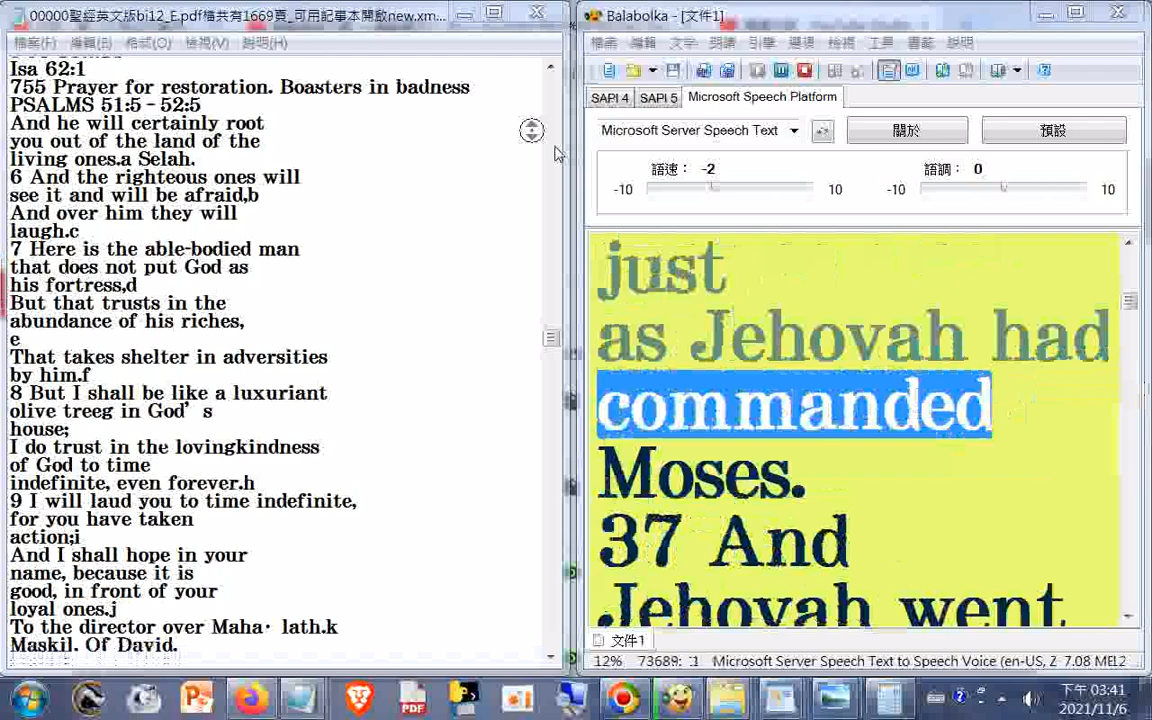 00000聖經英文版bi12_E.pdf檔共有1669頁_可用記事本開啟new.xm...
檔案(F) 編輯(E) 格式(O) 檢視(V) 說明(H)
Isa 62:1
755 Prayer for restoration. Boasters in badness
PSALMS 51:5–52:5
And he will certainly root
you out of the land of the
living ones.a Selah.
6 And the righteous ones will
see it and will be afraid,b
And over him they will
laugh.c
7 Here is the able-bodied man
that does not put God as
his fortress,d
But that trusts in the
abundance of his riches,
e
That takes shelter in adversities
by him.f
8 But I shall be like a luxuriant
olive treeg in God’s
house;
I do trust in the lovingkindness
of God to time
indefinite, even forever.h
9 I will laud you to time indefinite,
for you have taken
action;i
And I shall hope in your
name, because it is
good, in front of your
loyal ones.j
To the director over Maha·lath.k
Maskil. Of David.
Balabolka - [文件1]
檔案 編輯 文字 朗讀 引擎 選項 檢視 工具 書籤 說明
SAPI 4 SAPI 5 Microsoft Speech Platform
Microsoft Server Speech Text 關於 預設
語速： -2 語調： 0
-10 10 -10 10
just
as Jehovah had
commanded
Moses.
37 And
Jehovah went
文件1
12% 73689: :1 Microsoft Server Speech Text to Speech Voice (en-US, Z 7.08 ME12
下午 03:41
2021/11/6